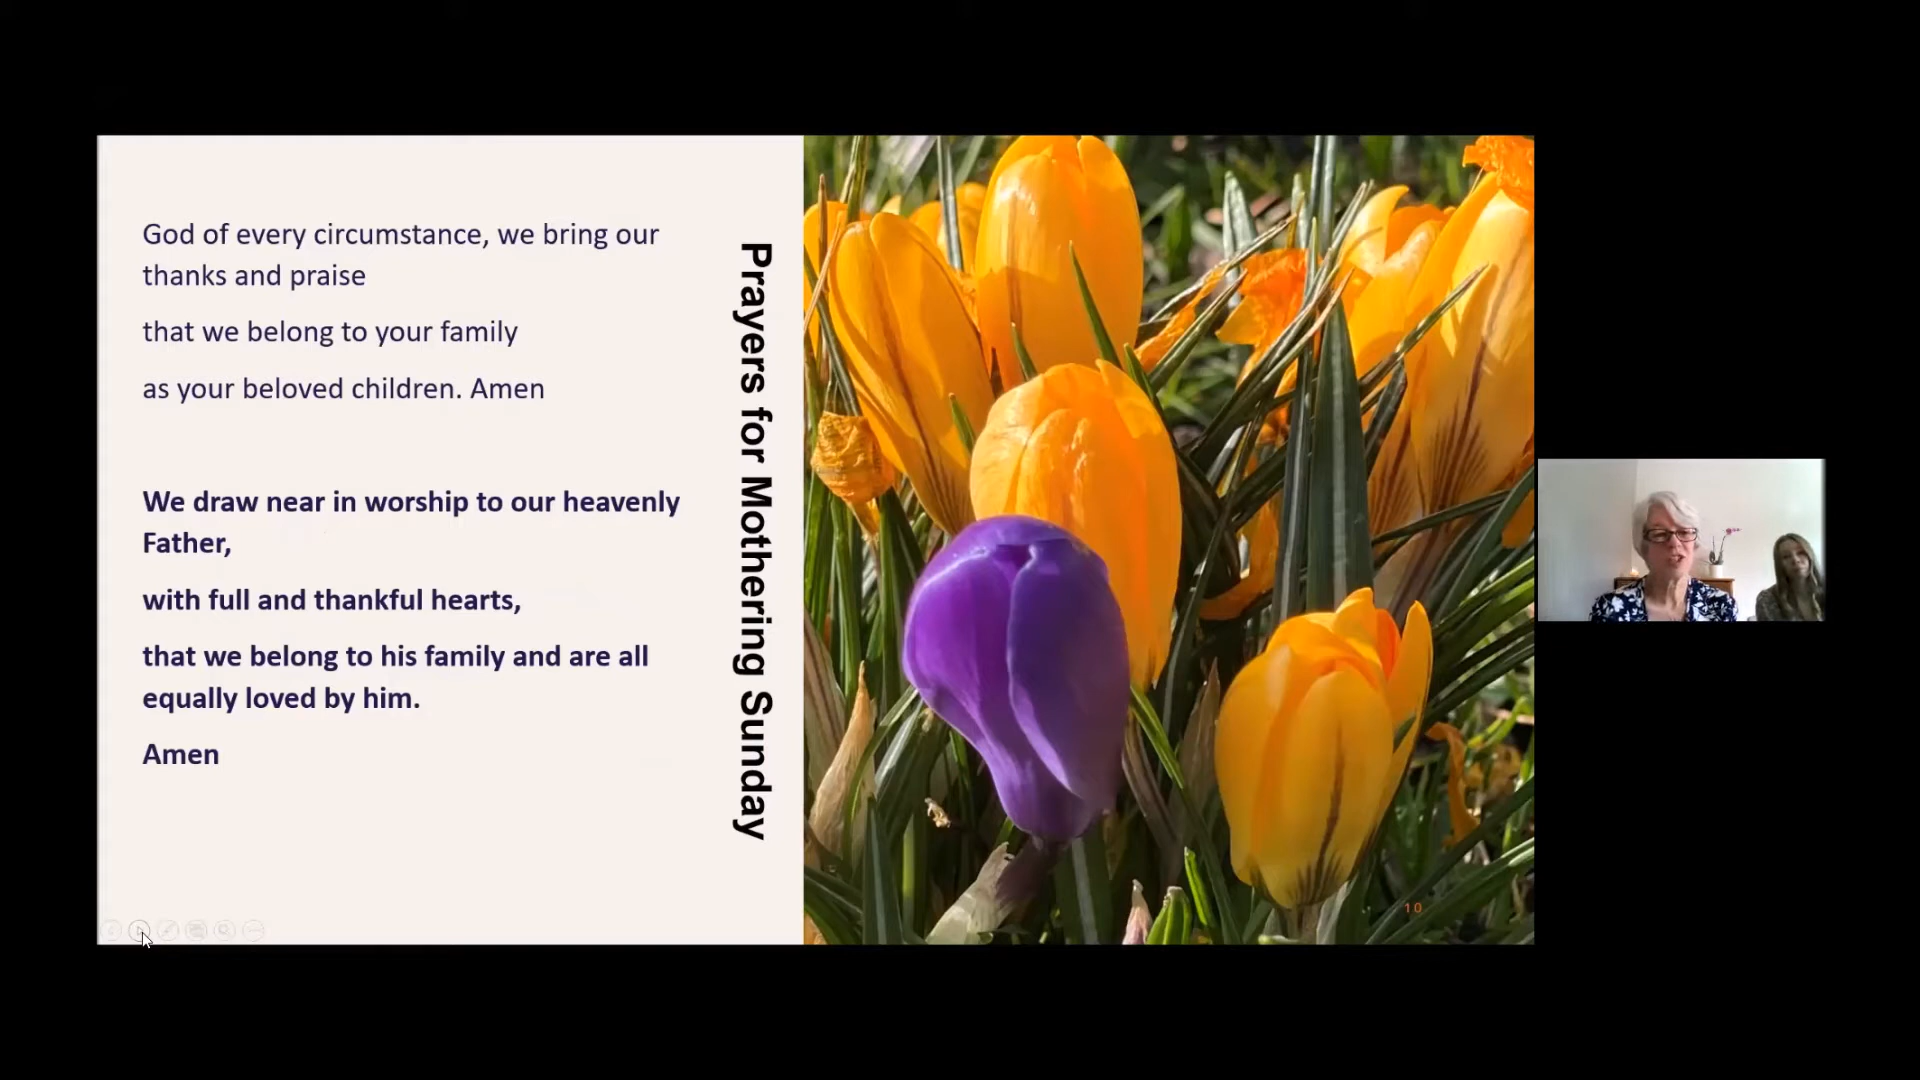 God of every circumstance, we bring our
thanks and praise
that we belong to your family
as your beloved children. Amen
We draw near in worship to our heavenly
Father,
with full and thankful hearts,
that we belong to his family and are all
equally loved by him.
Amen
Prayers for Mothering Sunday
10